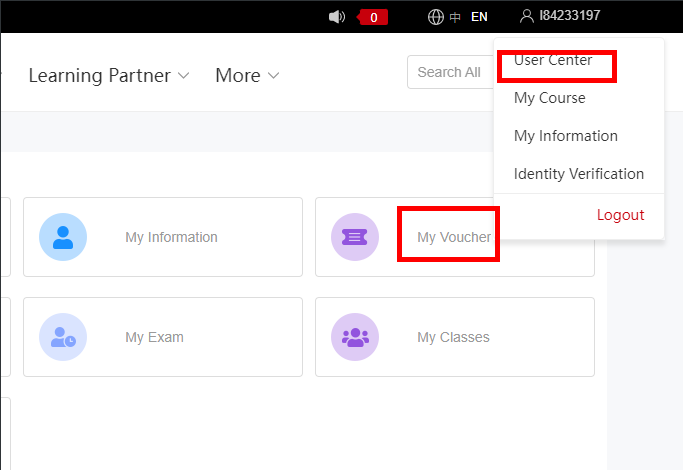 0
中 EN
I84233197
Learning Partner
More
Search All
User Center
My Course
My Information
Identity Verification
Logout
My Information
My Voucher
My Exam
My Classes